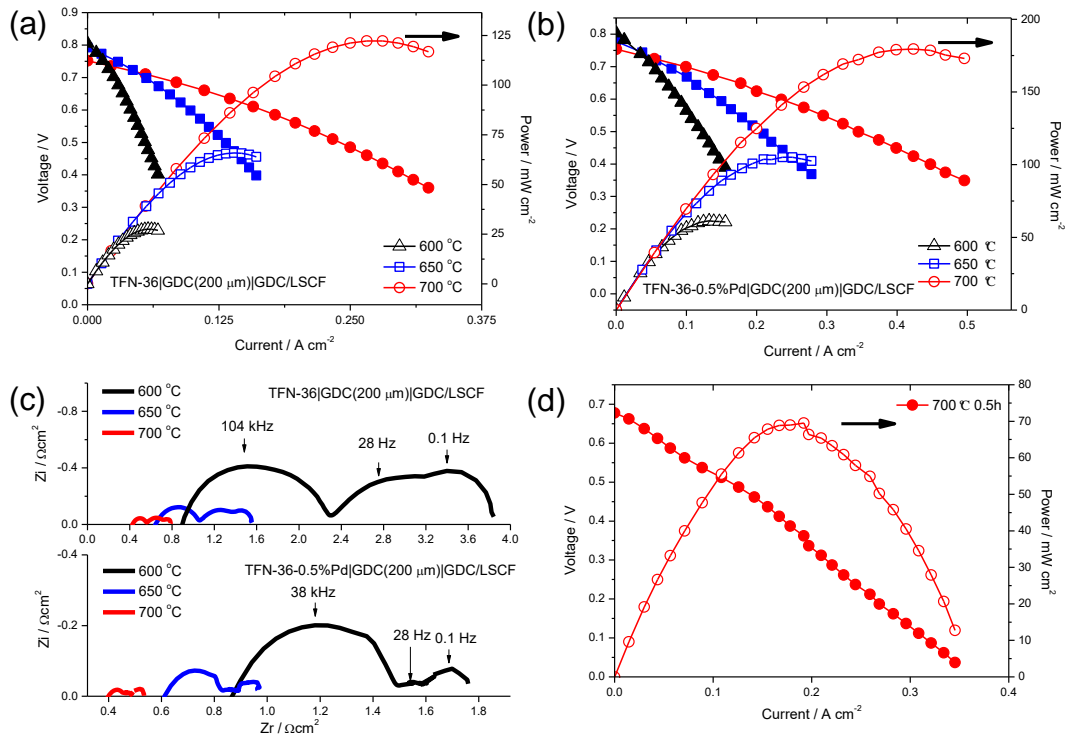 (a)
0.9
0.8
0.7
0.6
0.5
0.4
0.3
0.2
0.1
0.0
Voltage / V
125
100
75
50
25
0
Power / mW cm-2
600 °C
650 °C
700 °C
TFN-36|GDC(200 μm)|GDC/LSCF
0.000 0.125 0.250 0.375
Current / A cm-2
(b)
0.8
0.7
0.6
0.5
0.4
0.3
0.2
0.1
0.0
Voltage / V
200
150
100
50
0
Power / mW cm-2
600 ℃
650 ℃
700 ℃
TFN-36-0.5%Pd|GDC(200 μm)|GDC/LSCF
0.0 0.1 0.2 0.3 0.4 0.5
Current / A cm-2
(c)
600 °C
650 °C
700 °C
TFN-36|GDC(200 μm)|GDC/LSCF
-0.8
-0.4
0.0
Zi / Ωcm2
104 kHz
28 Hz
0.1 Hz
0.0 0.4 0.8 1.2 1.6 2.0 2.4 2.8 3.2 3.6 4.0
-0.4
-0.2
0.0
Zi / Ωcm2
600 °C
650 °C
700 °C
TFN-36-0.5%Pd|GDC(200 μm)|GDC/LSCF
38 kHz
28 Hz
0.1 Hz
0.4 0.6 0.8 1.0 1.2 1.4 1.6 1.8
Zr / Ωcm2
(d)
0.7
0.6
0.5
0.4
0.3
0.2
0.1
0.0
Voltage / V
700 ℃ 0.5h
80
70
60
50
40
30
20
10
0
Power / mW cm-2
0.0 0.1 0.2 0.3 0.4
Current / A cm-2